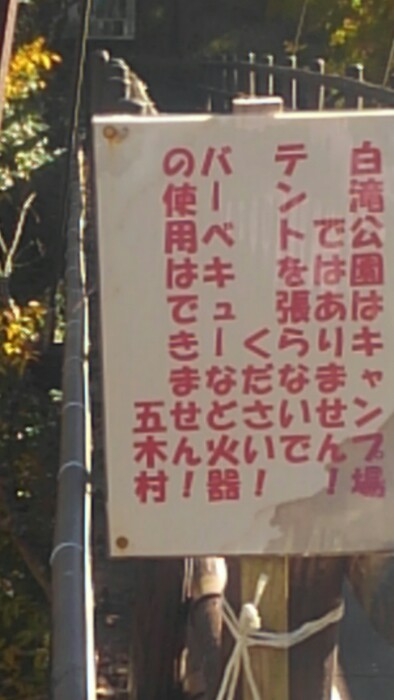 白滝公園はキャンプ場
ではありません!
テントを張らないで
ください!
バーベキューなど火器
の使用はできません!
五木村